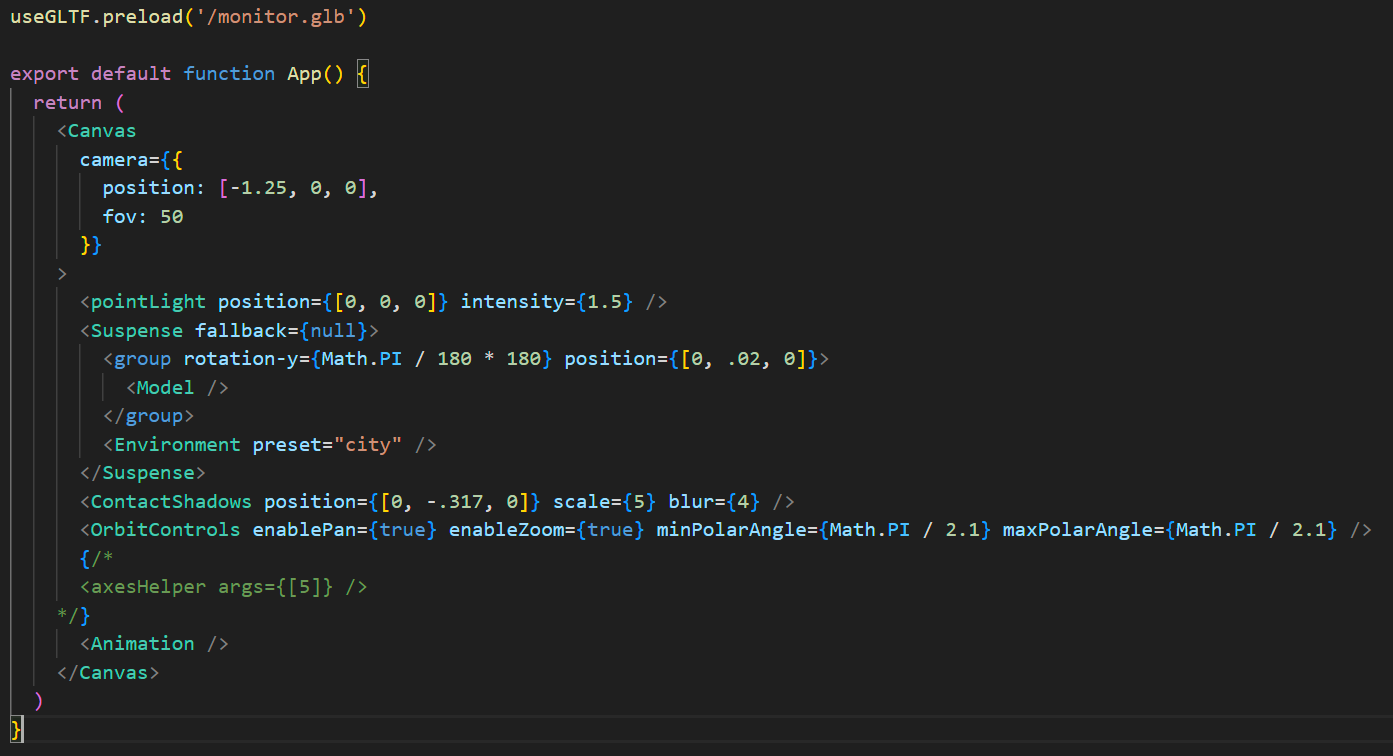 useGLTF.preload('/monitor.glb')

export default function App() {
  return (
    <Canvas
      camera={{
        position: [-1.25, 0, 0],
        fov: 50
      }}
    >
      <pointLight position={[0, 0, 0]} intensity={1.5} />
      <Suspense fallback={null}>
        <group rotation-y={Math.PI / 180 * 180} position={[0, .02, 0]}>
          <Model />
        </group>
        <Environment preset="city" />
      </Suspense>
      <ContactShadows position={[0, -.317, 0]} scale={5} blur={4} />
      <OrbitControls enablePan={true} enableZoom={true} minPolarAngle={Math.PI / 2.1} maxPolarAngle={Math.PI / 2.1} />
      {/*
      <axesHelper args={[5]} />
    */}
      <Animation />
    </Canvas>
  )
}